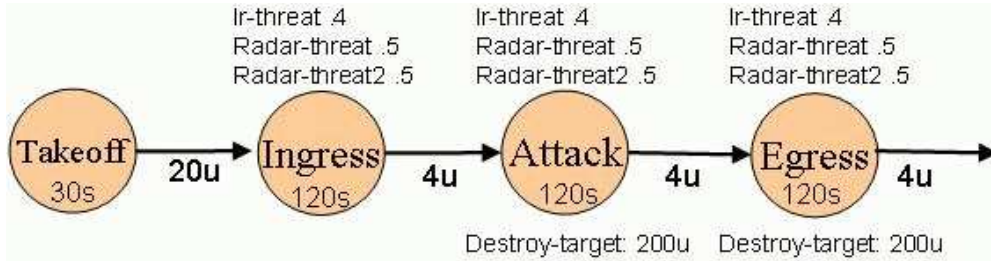 Ir-threat .4
Radar-threat .5
Radar-threat2 .5
Ir-threat .4
Radar-threat .5
Radar-threat2 .5
Ir-threat .4
Radar-threat .5
Radar-threat2 .5
Takeoff
30s
20u
Ingress
120s
4u
Attack
120s
4u
Egress
120s
4u
Destroy-target: 200u
Destroy-target: 200u